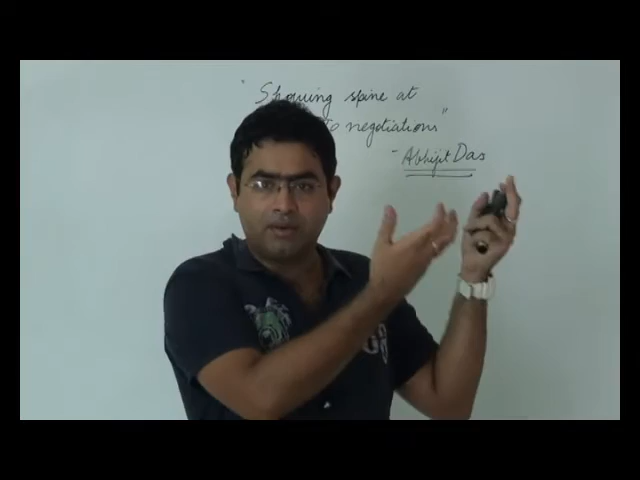 "Showing spine at
to negotiations"
- Abhijit Das